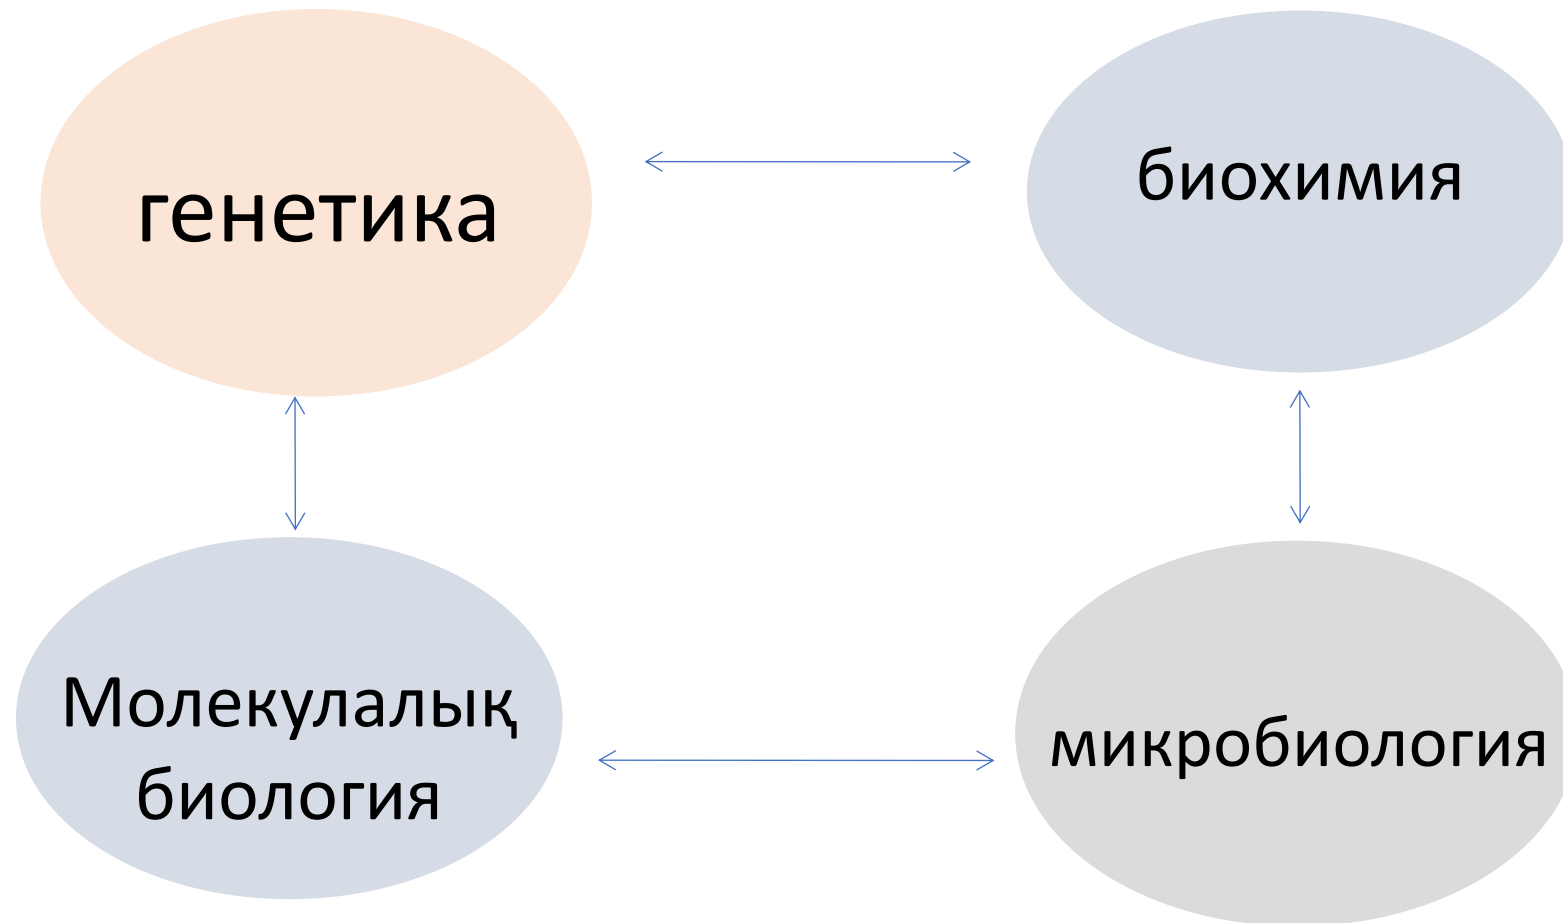 генетика
биохимия
Молекулалық
биология
микробиология